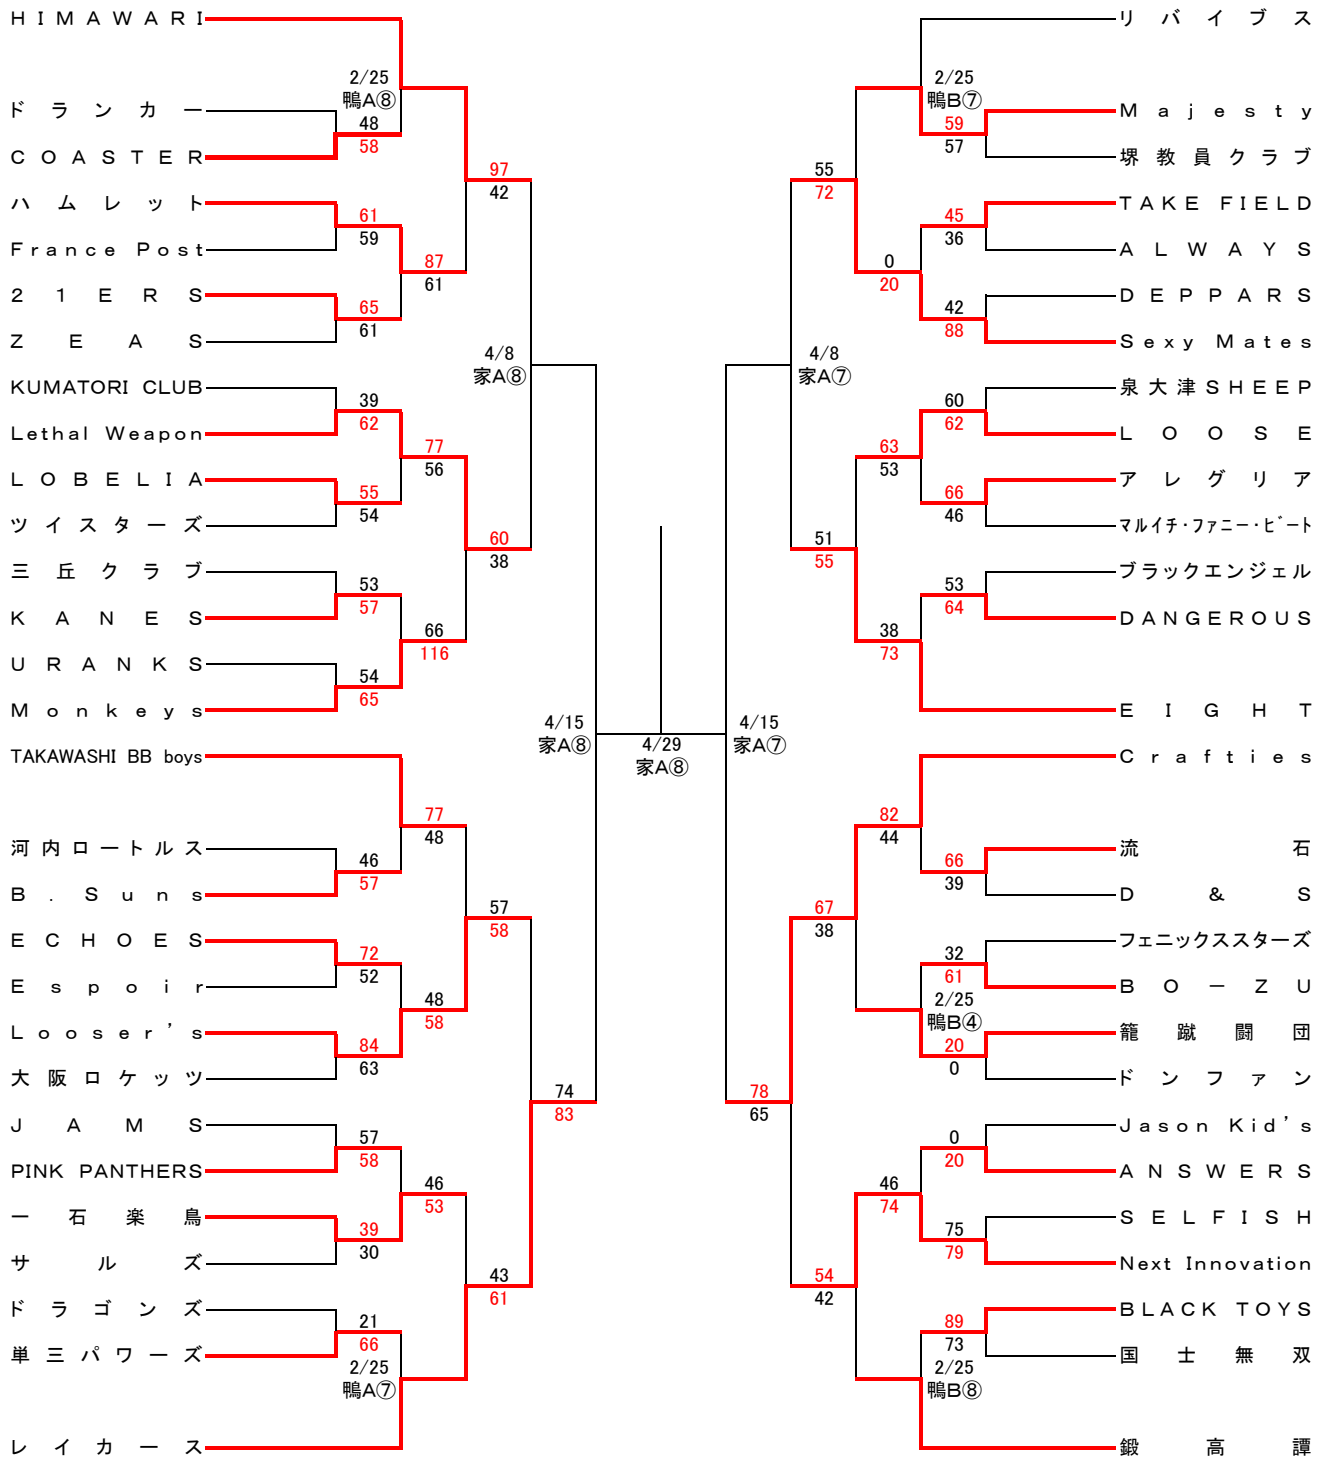 HIMAWARI
2/25
鴨A⑧
ドランカー
48
58
COASTER
97
42
ハムレット
61
59
France Post
87
61
21ERS
65
61
ZEAS
4/8
家A⑧
KUMATORI CLUB
39
62
Lethal Weapon
77
56
LOBELIA
55
54
ツイスターズ
60
38
三丘クラブ
53
57
KANES
66
116
URANKS
54
65
Monkeys
4/15
家A⑧
TAKAWASHI BB boys
77
48
河内ロートルス
46
57
B.Suns
57
58
ECHOES
72
52
Espoir
48
58
Looser's
84
63
大阪ロケッツ
74
83
JAMS
57
58
PINK PANTHERS
46
53
一石楽鳥
39
30
サルズ
43
61
ドラゴンズ
21
66
単三パワーズ
2/25
鴨A⑦
レイカース
4/29
家A⑧
リバイブス
2/25
鴨B⑦
Majesty
59
57
堺教員クラブ
55
72
TAKE FIELD
45
36
ALWAYS
0
20
DEPPARS
42
88
Sexy Mates
4/8
家A⑦
泉大津SHEEP
60
62
LOOSE
63
53
アレグリア
66
46
マルイチ・ファニー・ビート
51
55
ブラックエンジェル
53
64
DANGEROUS
38
73
EIGHT
4/15
家A⑦
Crafties
82
44
流石
66
39
D&S
67
38
フェニックススターズ
32
61
BO－ZU
2/25
鴨B④
籠蹴闘団
20
0
ドンファン
78
65
Jason Kid's
0
20
ANSWERS
46
74
SELFISH
75
79
Next Innovation
54
42
BLACK TOYS
89
73
国士無双
2/25
鴨B⑧
鍛高譚